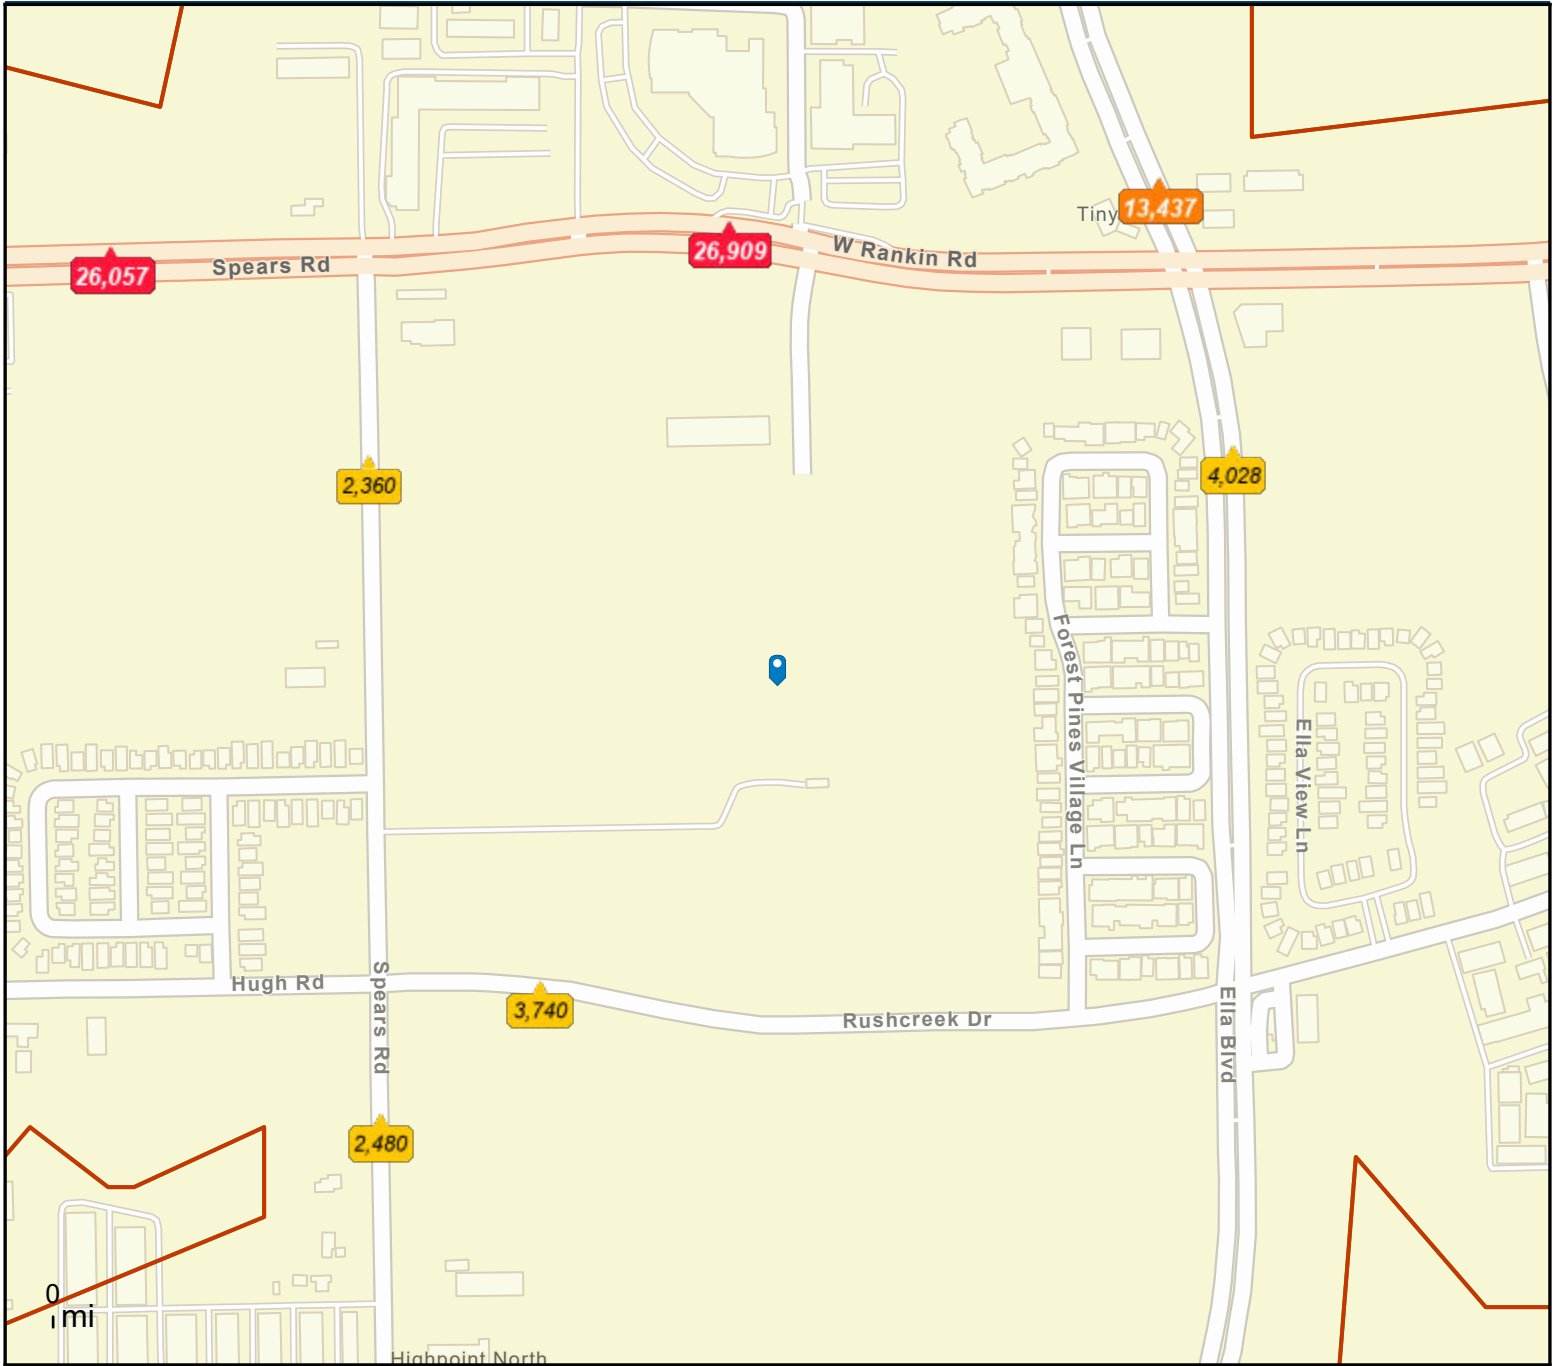 Tiny
13,437
W Rankin Rd
26,909
Spears Rd
26,057
2,360
4,028
Forest Pines Village Ln
Ella View Ln
Hugh Rd
Spears Rd
3,740
Rushcreek Dr
Ella Blvd
2,480
0
mi
Highpoint North